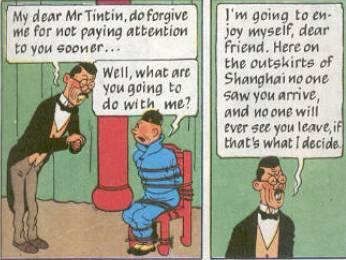 My dear Mr Tintin, do forgive
me for not paying attention
to you sooner...
Well, what are
you going to
do with me?
I'm going to en-
joy myself, dear
friend. Here on
the outskirts of
Shanghai no one
saw you arrive,
and no one will
ever see you leave, if
that's what I decide.